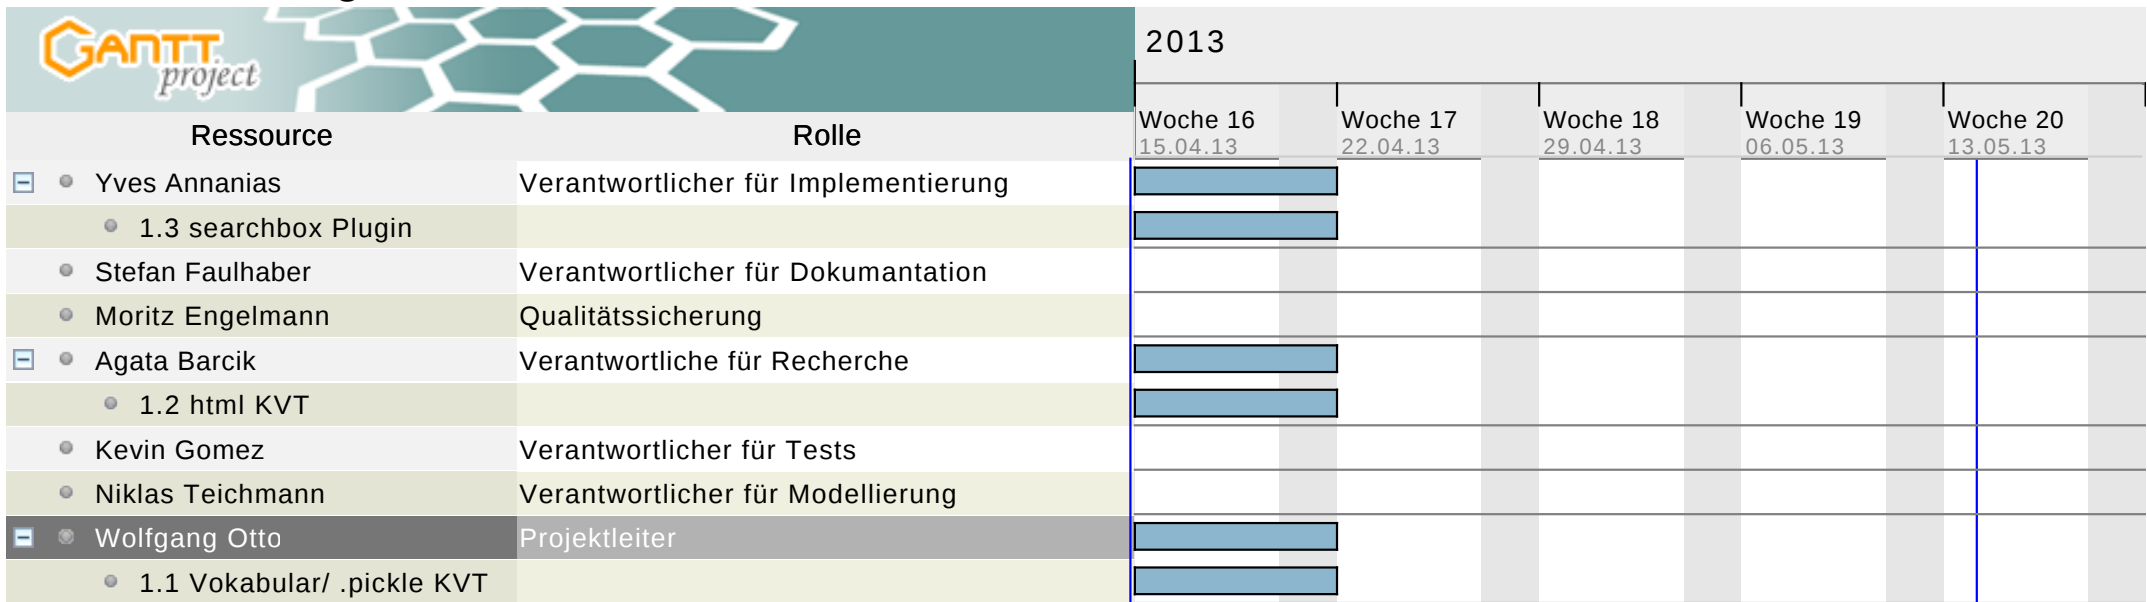 GANTT
project
2013
Ressource Rolle
Woche 16 Woche 17 Woche 18 Woche 19 Woche 20
15.04.13 22.04.13 29.04.13 06.05.13 13.05.13
Yves Annanias Verantwortlicher für Implementierung
1.3 searchbox Plugin
Stefan Faulhaber Verantwortlicher für Dokumantation
Moritz Engelmann Qualitätssicherung
Agata Barcik Verantwortliche für Recherche
1.2 html KVT
Kevin Gomez Verantwortlicher für Tests
Niklas Teichmann Verantwortlicher für Modellierung
Wolfgang Otto Projektleiter
1.1 Vokabular/ .pickle KVT